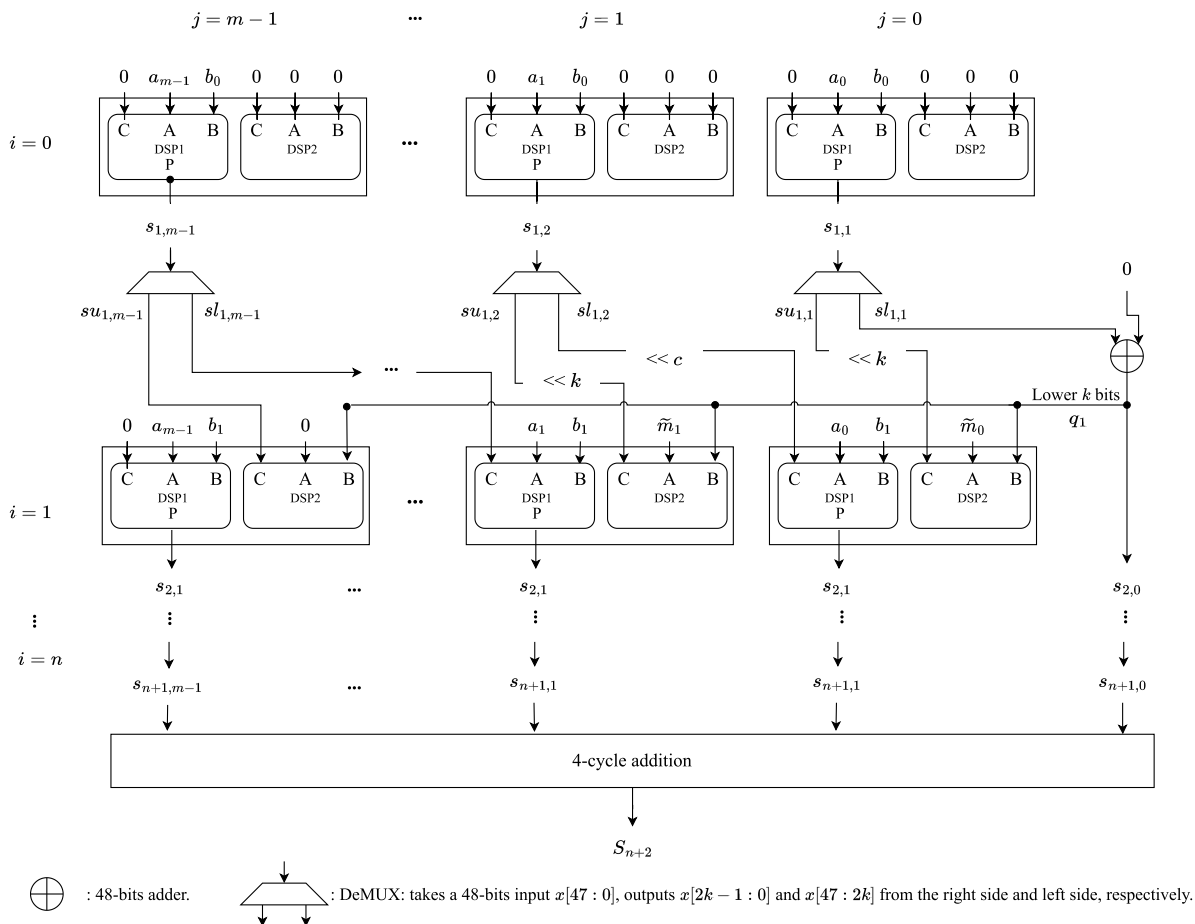 j = m − 1 ··· j = 1 j = 0
0 a_{m−1} b_0 0 0 0 0 a_1 b_0 0 0 0 0 a_0 b_0 0 0 0
C A B C A B C A B C A B C A B C A B
i = 0 DSP1 DSP2 ··· DSP1 DSP2 DSP1 DSP2
P P P
s_{1,m−1} s_{1,2} s_{1,1}
0
su_{1,m−1} sl_{1,m−1} su_{1,2} sl_{1,2} su_{1,1} sl_{1,1}
<< c << k
··· << k
Lower k bits
q_1
0 a_{m−1} b_1 0 a_1 b_1 m̃_1 a_0 b_1 m̃_0
C A B C A B C A B C A B C A B C A B
DSP1 DSP2 ··· DSP1 DSP2 DSP1 DSP2
i = 1 P P P
s_{2,1} ··· s_{2,1} s_{2,1} s_{2,0}
⋮ ⋮ ⋮ ⋮ ⋮
i = n
s_{n+1,m−1} ··· s_{n+1,1} s_{n+1,1} s_{n+1,0}
4-cycle addition
S_{n+2}
: 48-bits adder. : DeMUX: takes a 48-bits input x[47 : 0], outputs x[2k − 1 : 0] and x[47 : 2k] from the right side and left side, respectively.